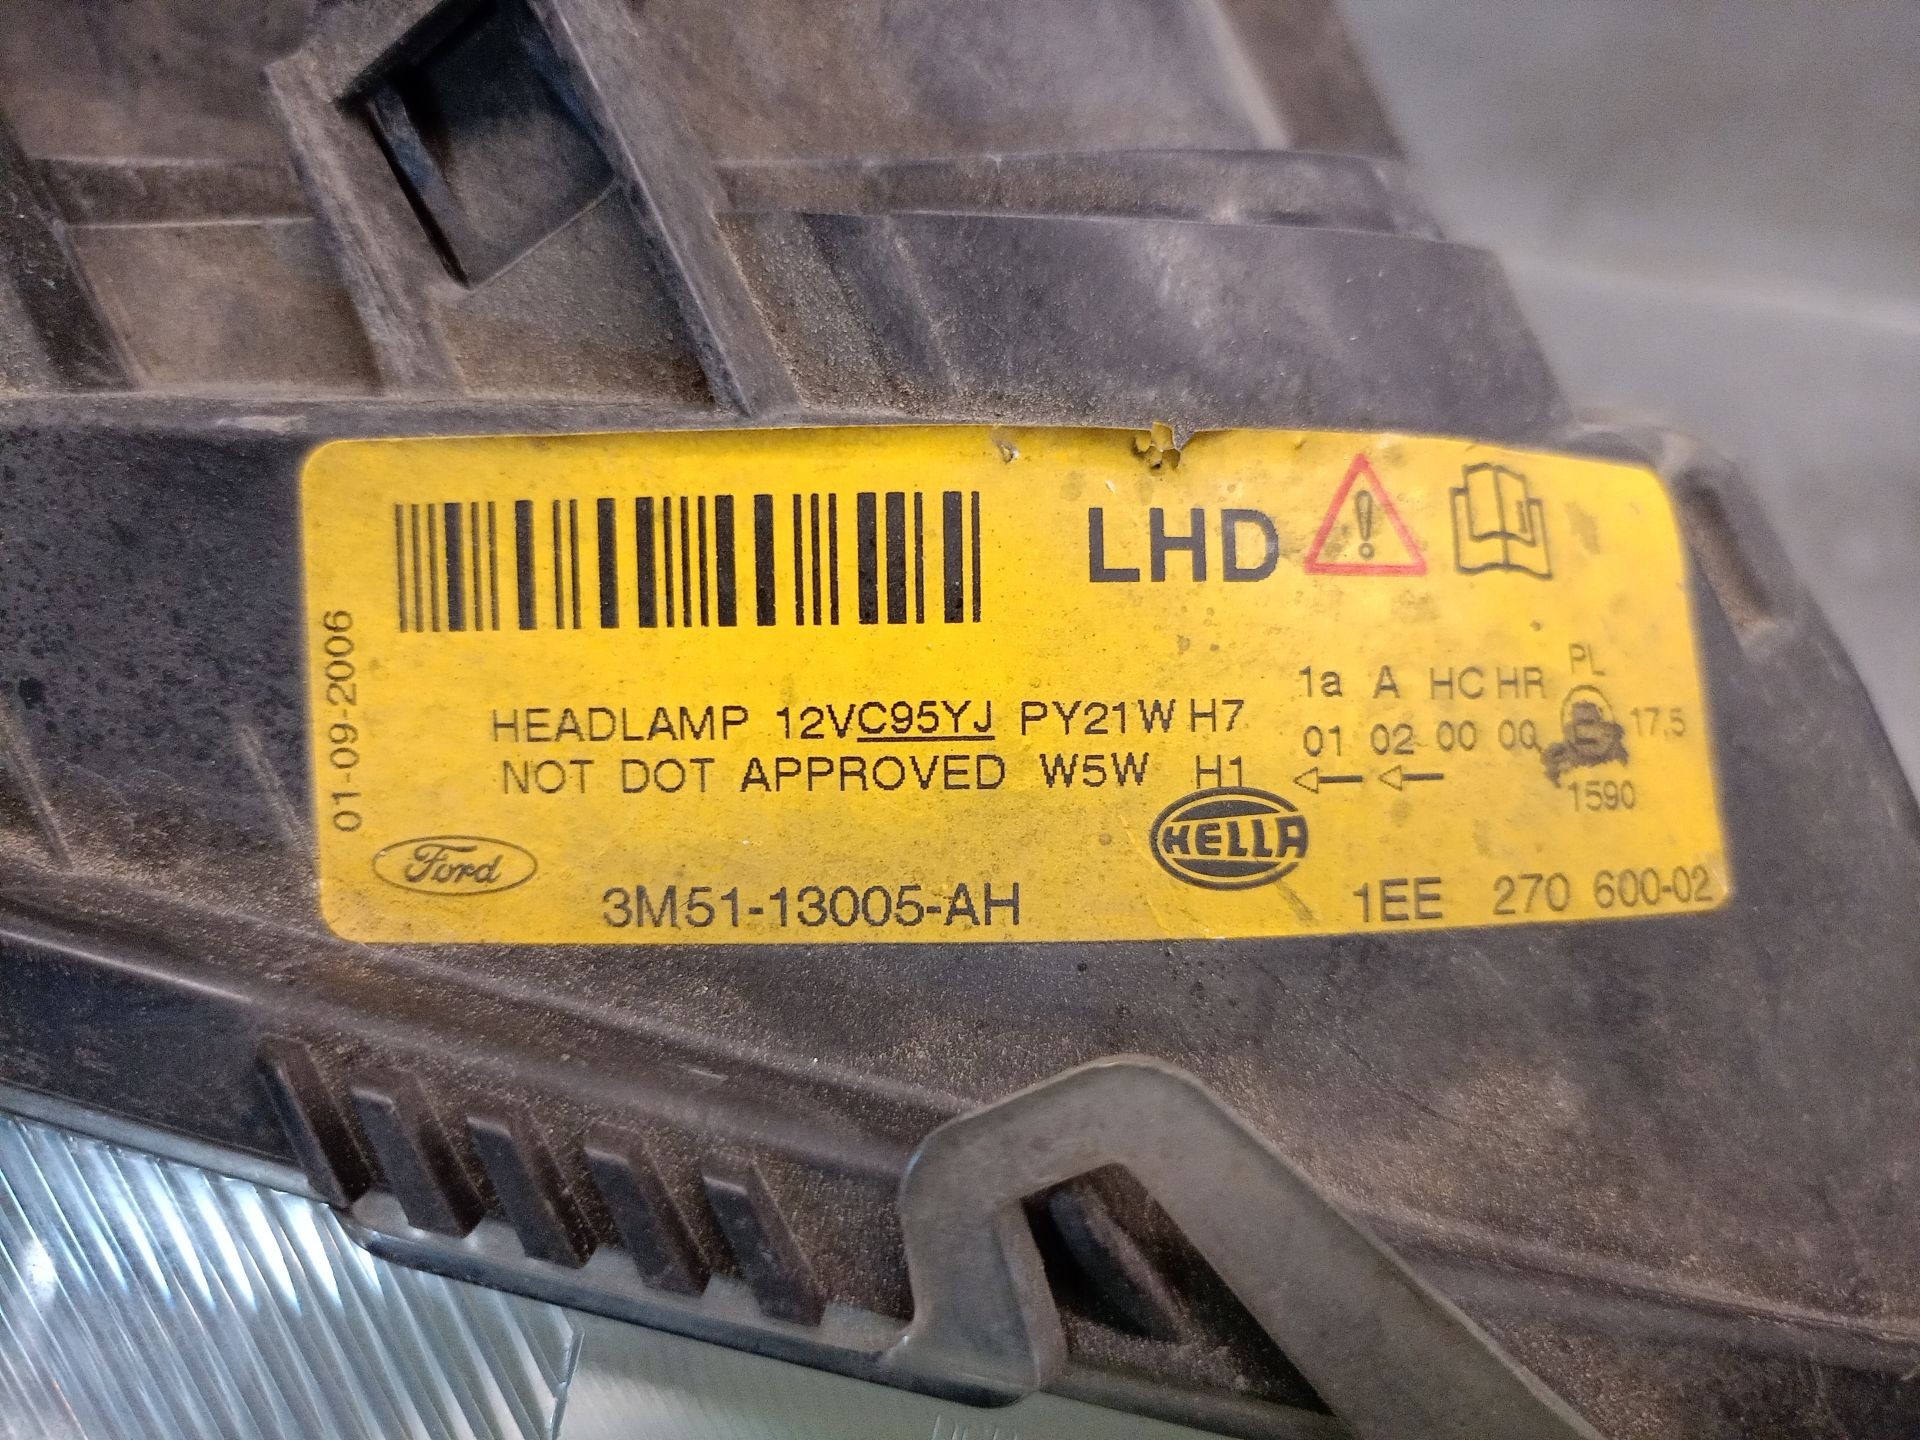 LHD
01-09-2006
1a A HC HR PL
HEADLAMP 12VC95YJ PY21W H7 01 02 00 00 E 17,5
NOT DOT APPROVED W5W H1 1590
HELLA
Ford
3M51-13005-AH 1EE 270 600-02